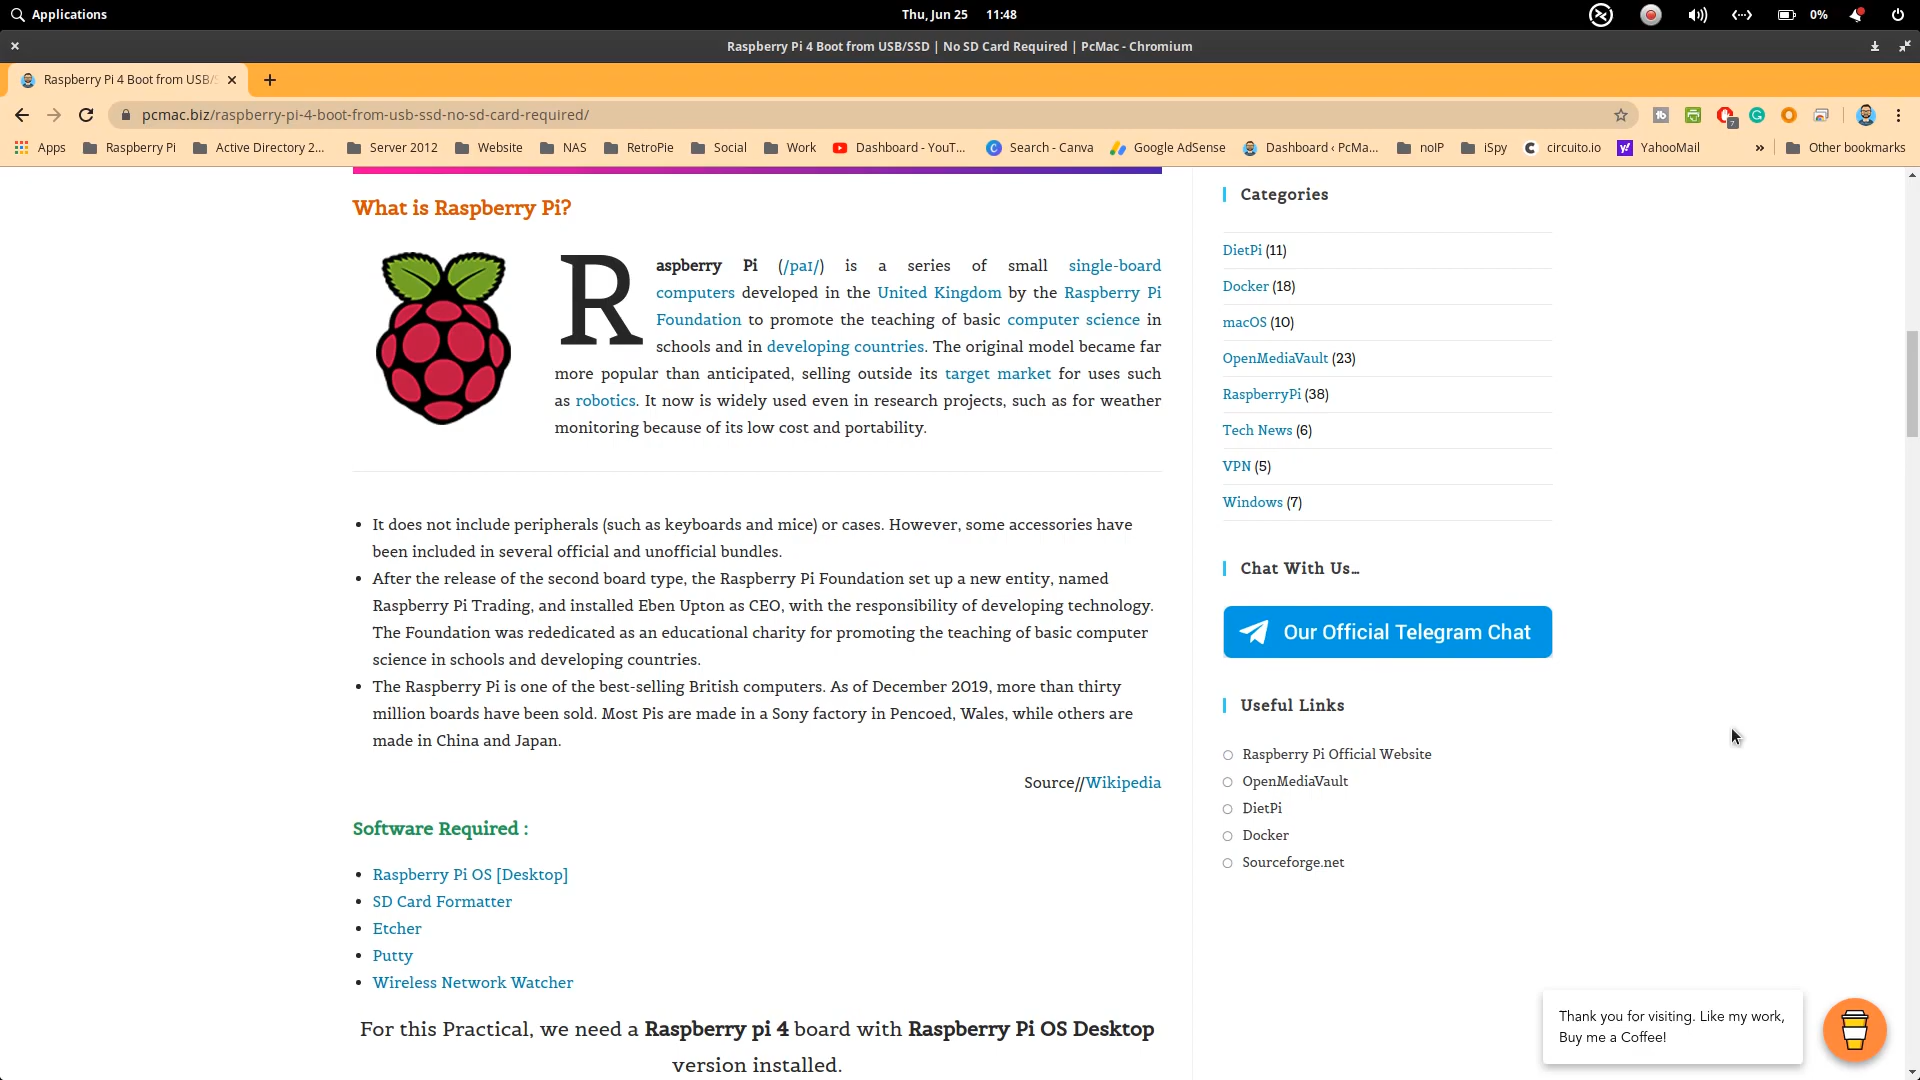 Applications
Thu, Jun 25 11:48
0%
Raspberry Pi 4 Boot from USB/SSD | No SD Card Required | PcMac - Chromium
Raspberry Pi 4 Boot from USB/S
pcmac.biz/raspberry-pi-4-boot-from-usb-ssd-no-sd-card-required/
7
Apps
Raspberry Pi
Active Directory 2...
Server 2012
Website
NAS
RetroPie
Social
Work
Dashboard - YouT...
Search - Canva
Google AdSense
Dashboard ‹ PcMa...
noIP
iSpy
circuito.io
YahooMail
»
Other bookmarks
What is Raspberry Pi?
Raspberry Pi (/paɪ/) is a series of small single-board
computers developed in the United Kingdom by the Raspberry Pi
Foundation to promote the teaching of basic computer science in
schools and in developing countries. The original model became far
more popular than anticipated, selling outside its target market for uses such
as robotics. It now is widely used even in research projects, such as for weather
monitoring because of its low cost and portability.
• It does not include peripherals (such as keyboards and mice) or cases. However, some accessories have
been included in several official and unofficial bundles.
• After the release of the second board type, the Raspberry Pi Foundation set up a new entity, named
Raspberry Pi Trading, and installed Eben Upton as CEO, with the responsibility of developing technology.
The Foundation was rededicated as an educational charity for promoting the teaching of basic computer
science in schools and developing countries.
• The Raspberry Pi is one of the best-selling British computers. As of December 2019, more than thirty
million boards have been sold. Most Pis are made in a Sony factory in Pencoed, Wales, while others are
made in China and Japan.
Source//Wikipedia
Software Required :
• Raspberry Pi OS [Desktop]
• SD Card Formatter
• Etcher
• Putty
• Wireless Network Watcher
For this Practical, we need a Raspberry pi 4 board with Raspberry Pi OS Desktop
version installed.
Categories
DietPi (11)
Docker (18)
macOS (10)
OpenMediaVault (23)
RaspberryPi (38)
Tech News (6)
VPN (5)
Windows (7)
Chat With Us…
Our Official Telegram Chat
Useful Links
Raspberry Pi Official Website
OpenMediaVault
DietPi
Docker
Sourceforge.net
Thank you for visiting. Like my work,
Buy me a Coffee!